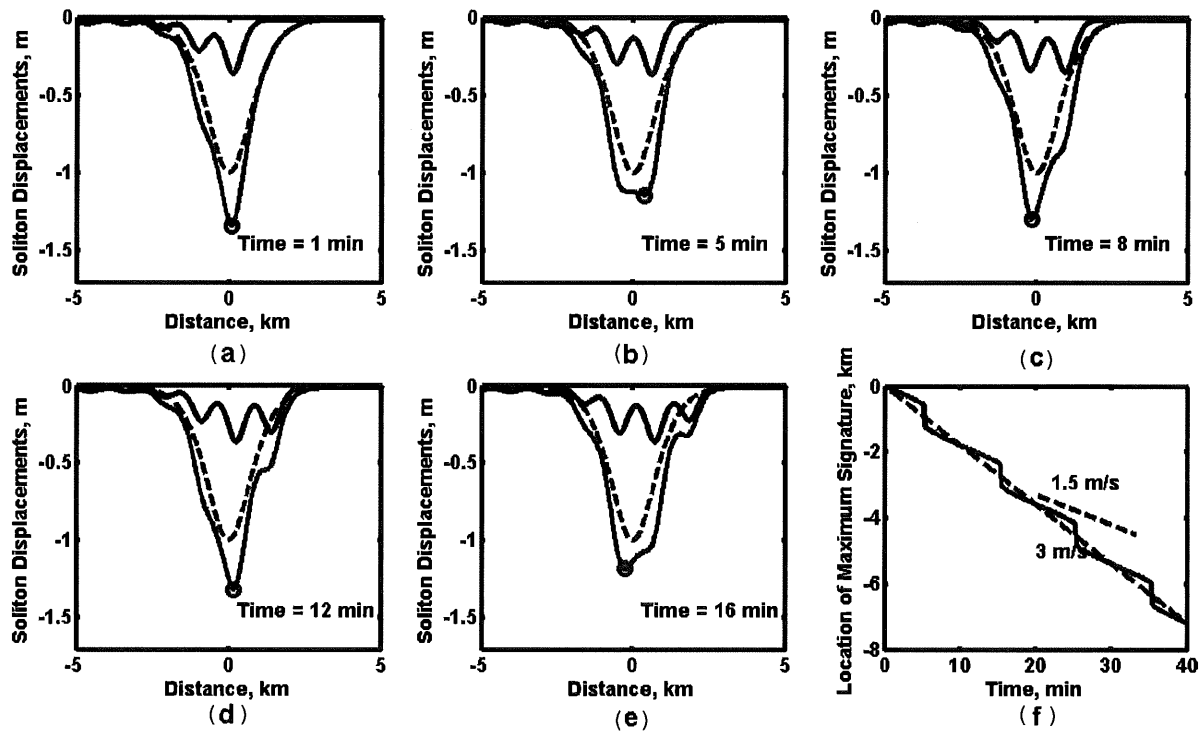 0
-0.5
-1
-1.5
Soliton Displacements, m
Time = 1 min
-5 0 5
Distance, km
(a)
0
-0.5
-1
-1.5
Soliton Displacements, m
Time = 5 min
-5 0 5
Distance, km
(b)
0
-0.5
-1
-1.5
Soliton Displacements, m
Time = 8 min
-5 0 5
Distance, km
(c)
0
-0.5
-1
-1.5
Soliton Displacements, m
Time = 12 min
-5 0 5
Distance, km
(d)
0
-0.5
-1
-1.5
Soliton Displacements, m
Time = 16 min
-5 0 5
Distance, km
(e)
0
-2
-4
-6
-8
Location of Maximum Signature, km
1.5 m/s
3 m/s
0 10 20 30 40
Time, min
(f)